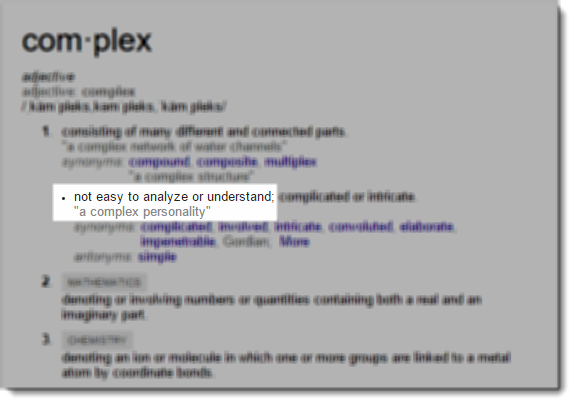 com·plex
adjective
adjective: complex
/ˌkämˈpleks,kəmˈpleks, ˈkämˌpleks/
1. consisting of many different and connected parts.
"a complex network of water channels"
synonyms: compound, composite, multiplex
"a complex structure"
• not easy to analyze or understand; complicated or intricate.
"a complex personality"
synonyms: complicated, involved, intricate, convoluted, elaborate,
impenetrable, Gordian; More
antonyms: simple
2. MATHEMATICS
denoting or involving numbers or quantities containing both a real and an
imaginary part.
3. CHEMISTRY
denoting an ion or molecule in which one or more groups are linked to a metal
atom by coordinate bonds.